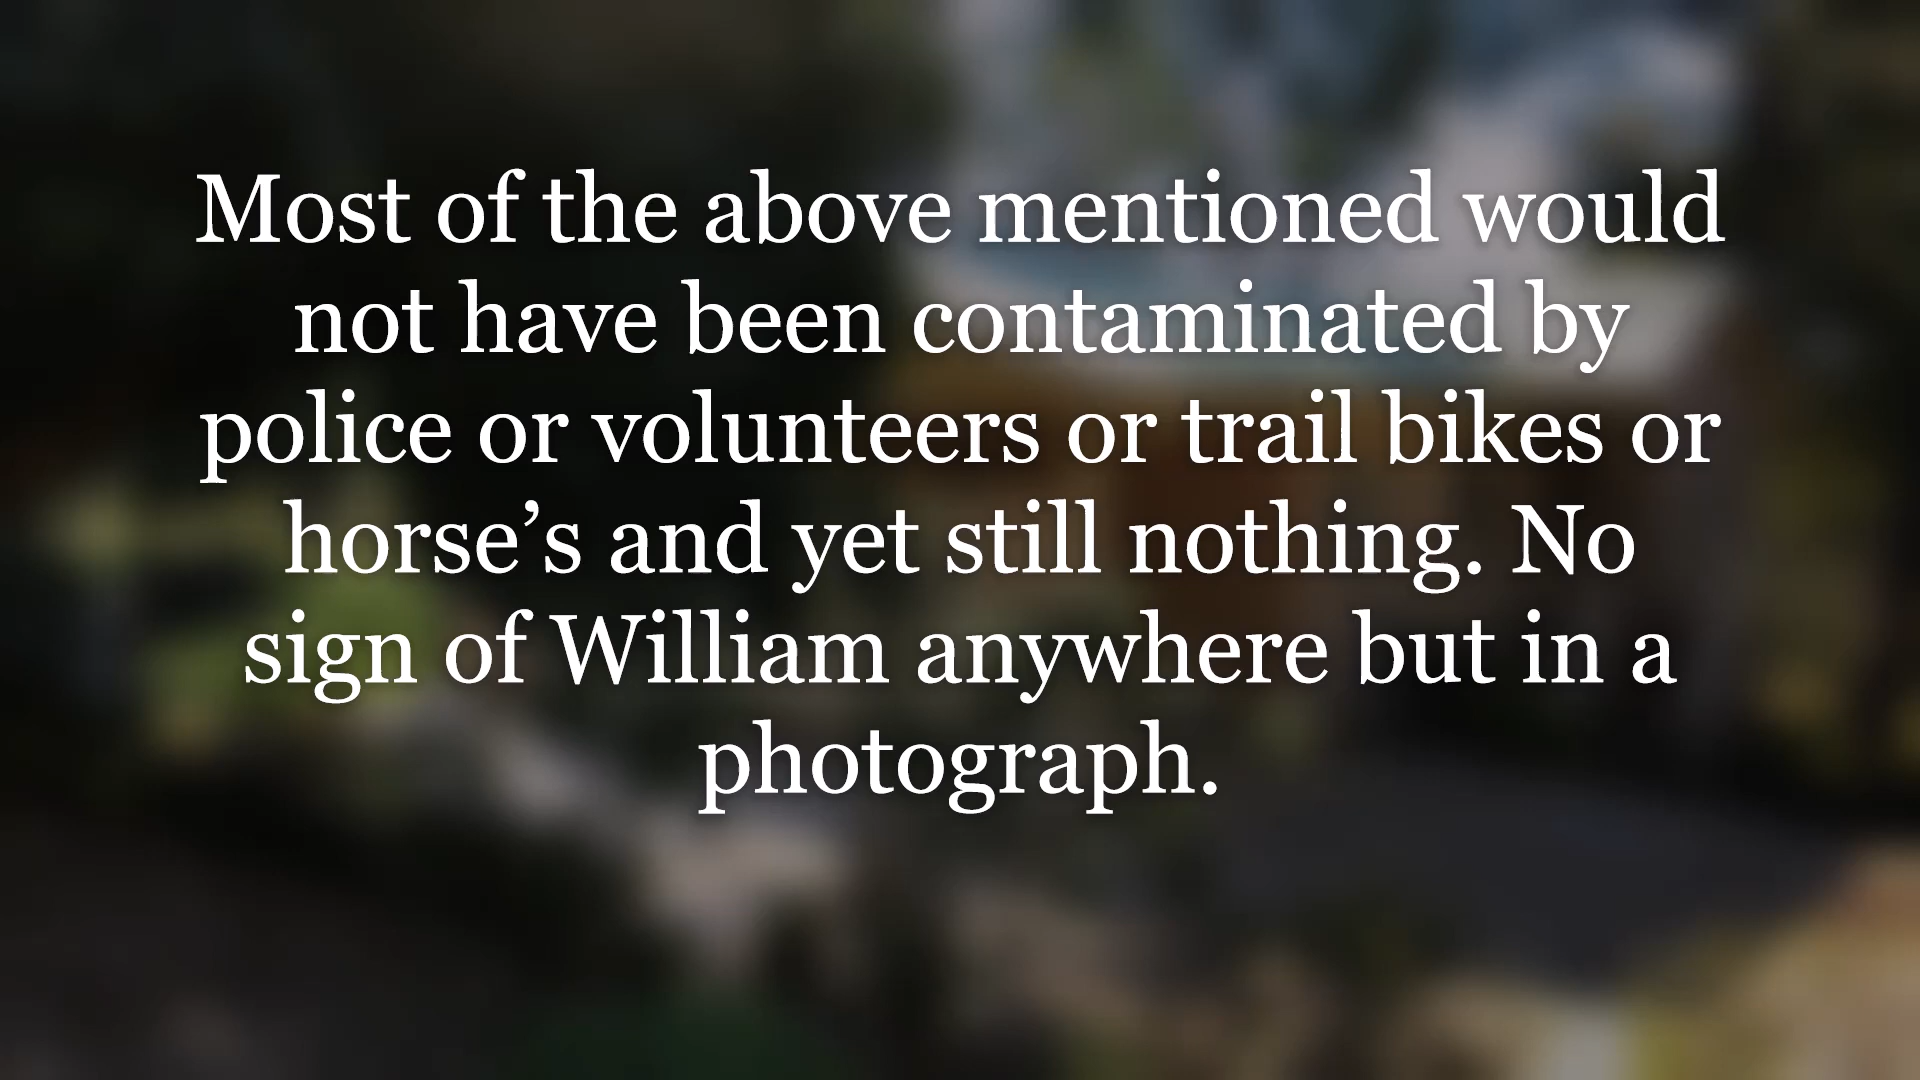 Most of the above mentioned would
not have been contaminated by
police or volunteers or trail bikes or
horse’s and yet still nothing. No
sign of William anywhere but in a
photograph.